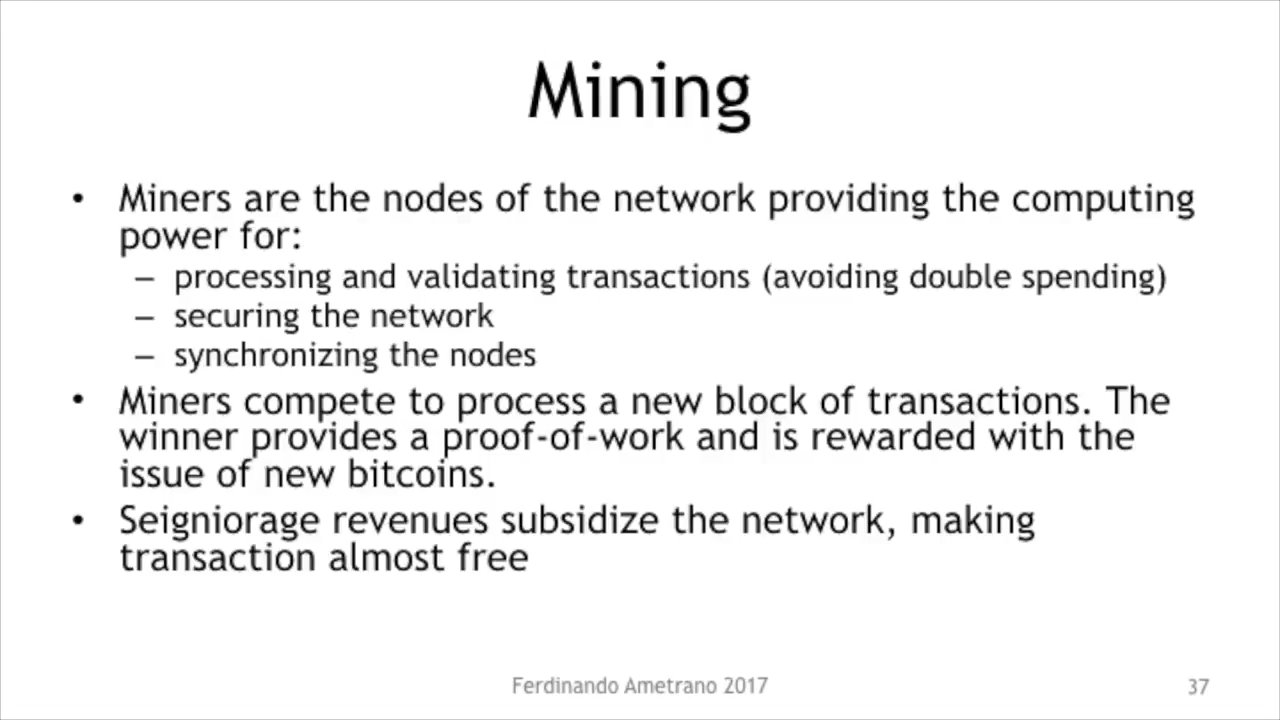 Mining
• Miners are the nodes of the network providing the computing
power for:
– processing and validating transactions (avoiding double spending)
– securing the network
– synchronizing the nodes
• Miners compete to process a new block of transactions. The
winner provides a proof-of-work and is rewarded with the
issue of new bitcoins.
• Seigniorage revenues subsidize the network, making
transaction almost free
Ferdinando Ametrano 2017
37